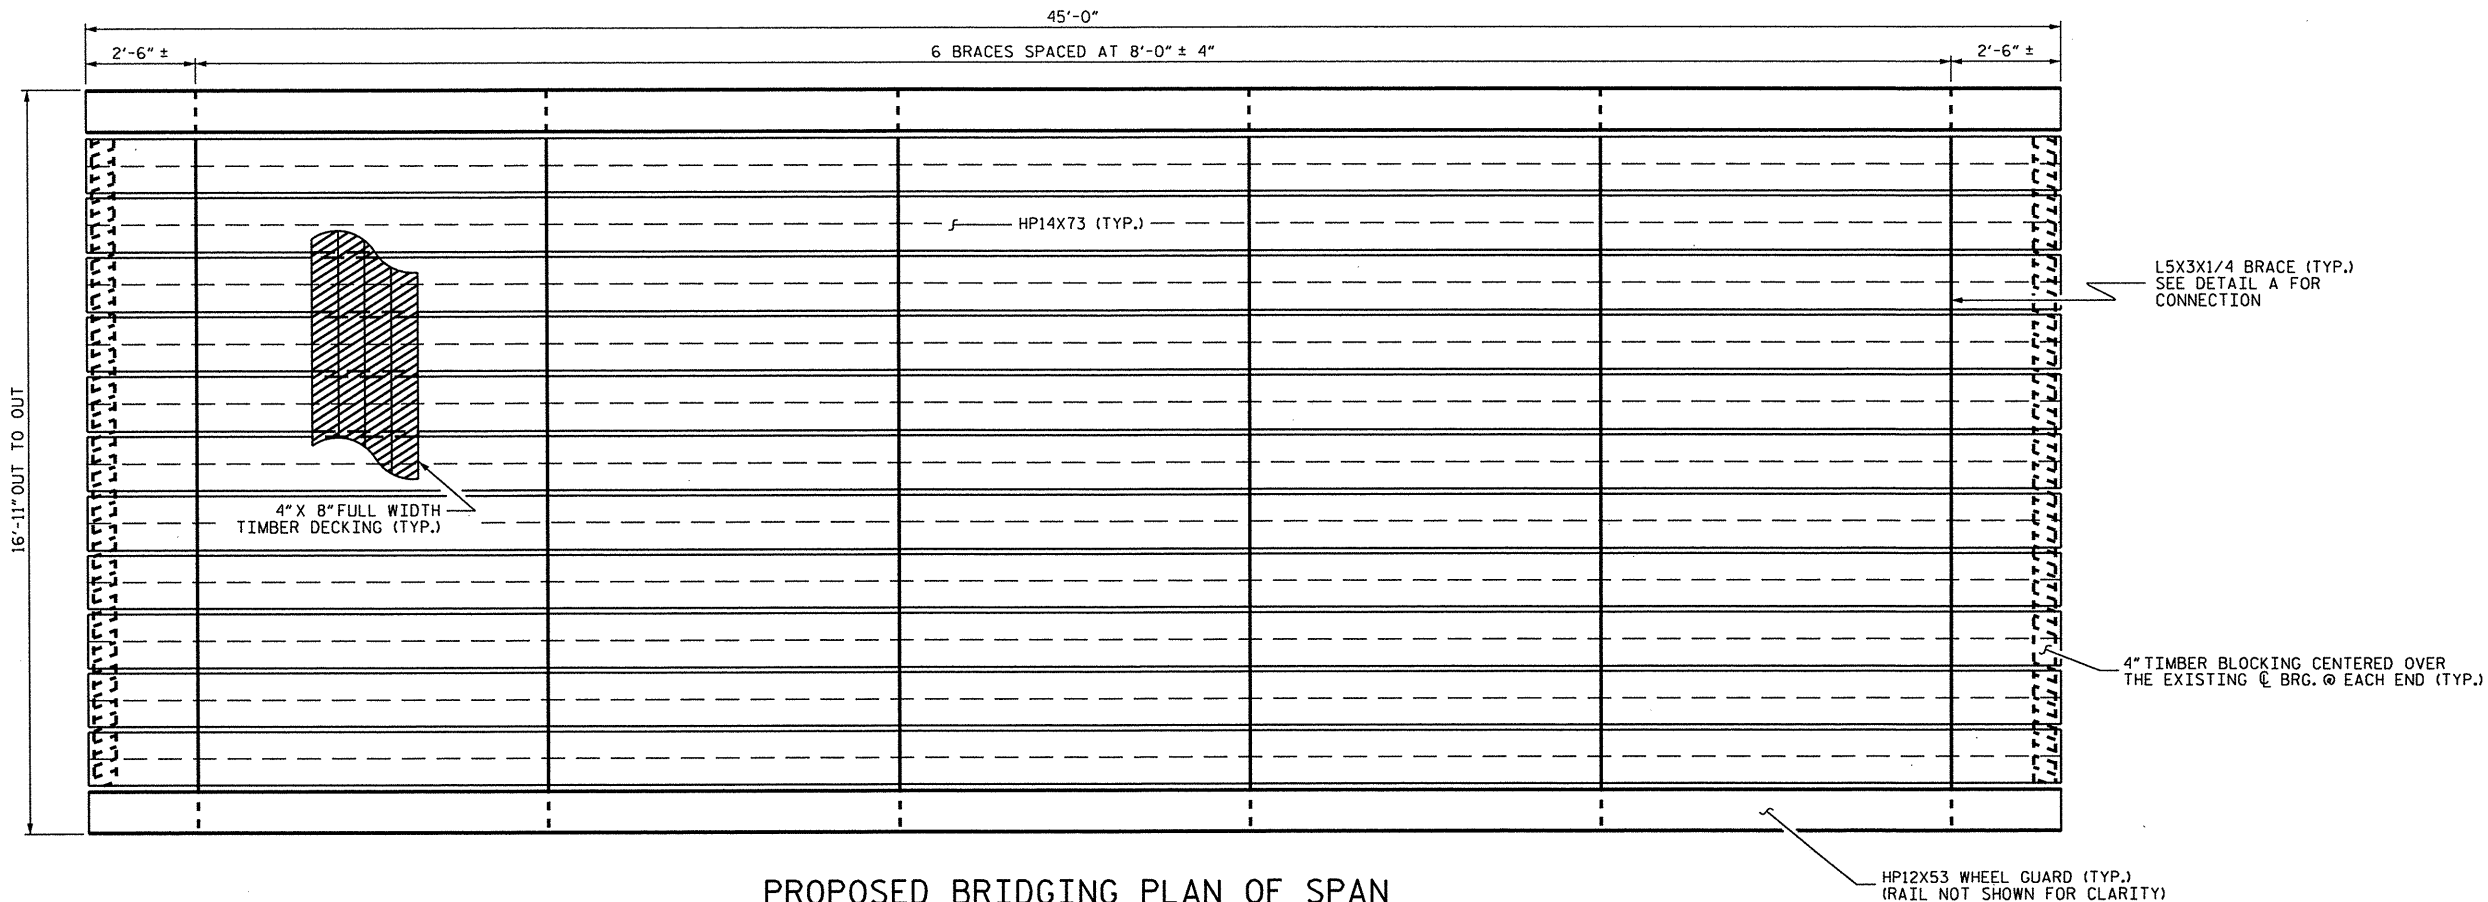 45'-0"
2'-6" ±
6 BRACES SPACED AT 8'-0" ± 4"
2'-6" ±
16'-11" OUT TO OUT
HP14X73 (TYP.)
L5X3X1/4 BRACE (TYP.)
SEE DETAIL A FOR
CONNECTION
4" X 8" FULL WIDTH
TIMBER DECKING (TYP.)
4" TIMBER BLOCKING CENTERED OVER
THE EXISTING ℄ BRG. @ EACH END (TYP.)
HP12X53 WHEEL GUARD (TYP.)
(RAIL NOT SHOWN FOR CLARITY)
PROPOSED BRIDGING PLAN OF SPAN